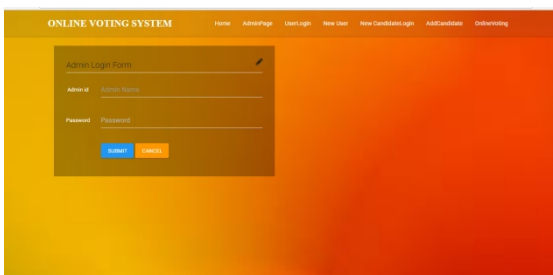 ONLINE VOTING SYSTEM Home AdminPage UserLogin New User New CandidateLogin AddCandidate OnlineVoting
Admin Login Form
Admin id Admin Name
Password Password
SUBMIT CANCEL